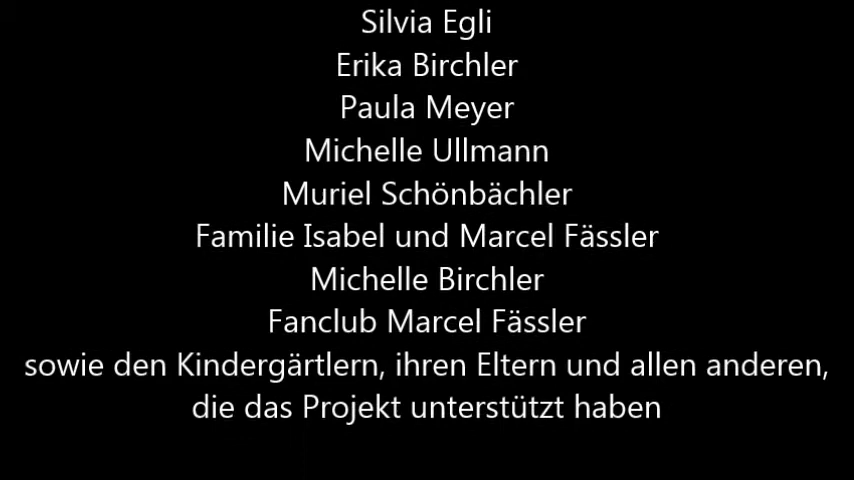 Silvia Egli
Erika Birchler
Paula Meyer
Michelle Ullmann
Muriel Schönbächler
Familie Isabel und Marcel Fässler
Michelle Birchler
Fanclub Marcel Fässler
sowie den Kindergärtlern, ihren Eltern und allen anderen,
die das Projekt unterstützt haben